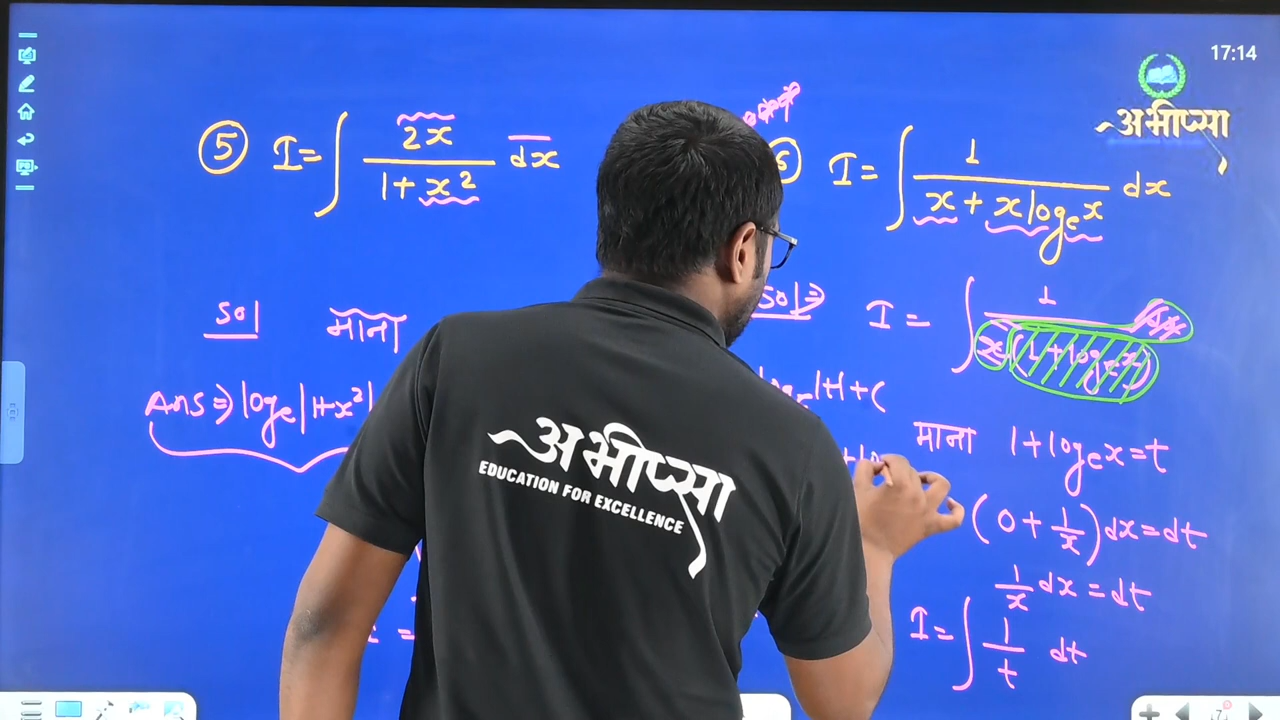 17:14
अभीप्सा
⑤ I=∫ 2x/(1+x²) dx
I=∫ 1/(x+x logₑx) dx
sol माना
Ans⇒ logₑ|1+x²|
sol⇒ I=∫ 1/(x(1+logₑx)) dx
|t|+C
माना 1+logₑx=t
(0+1/x)dx=dt
1/x dx=dt
I=∫ 1/t dt
अभीप्सा
EDUCATION FOR EXCELLENCE